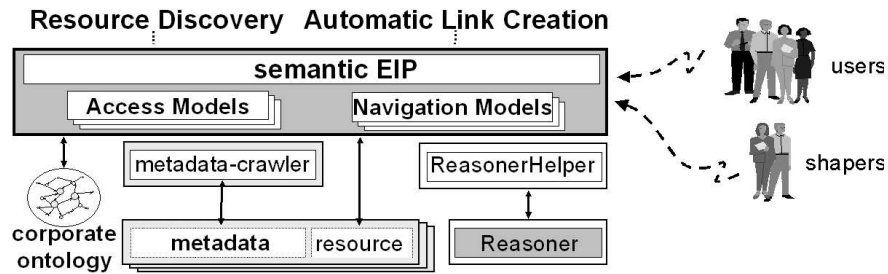 Resource Discovery Automatic Link Creation
semantic EIP
Access Models Navigation Models
users
metadata-crawler ReasonerHelper
shapers
corporate
ontology
metadata resource Reasoner